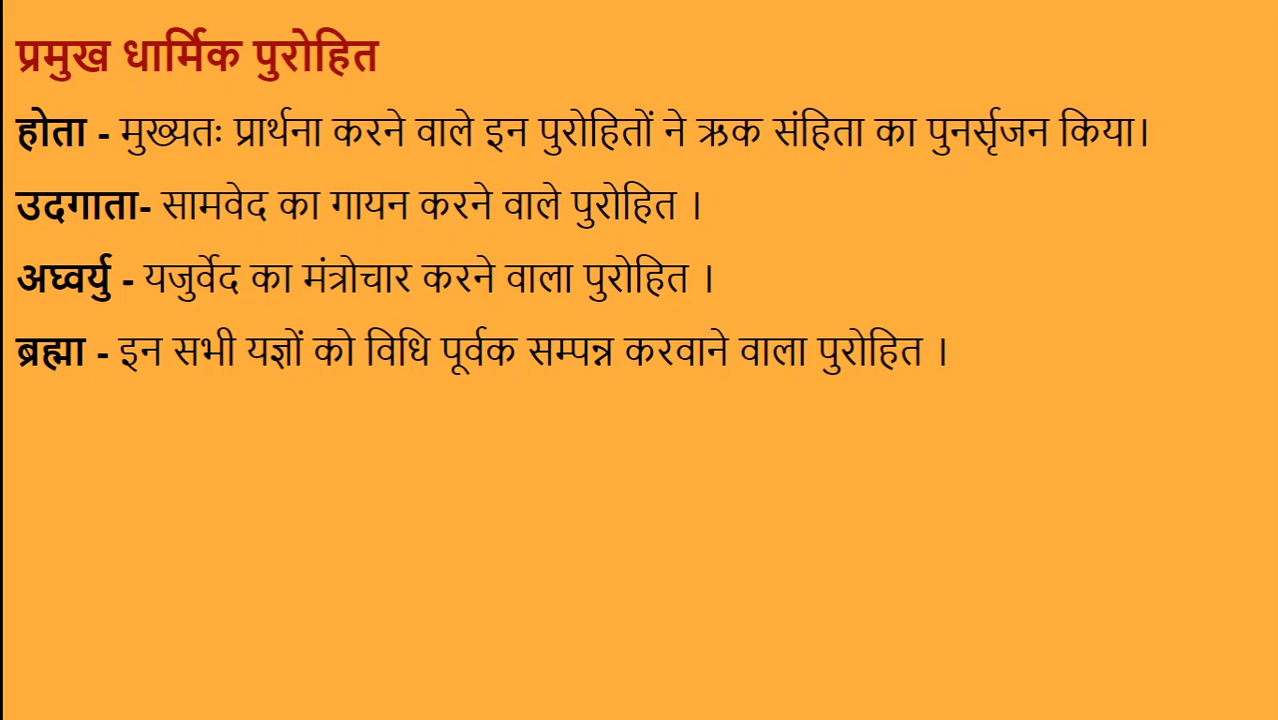 प्रमुख धार्मिक पुरोहित
होता - मुख्यतः प्रार्थना करने वाले इन पुरोहितों ने ऋक संहिता का पुनर्सृजन किया।
उदगाता- सामवेद का गायन करने वाले पुरोहित ।
अघ्वर्यु - यजुर्वेद का मंत्रोचार करने वाला पुरोहित ।
ब्रह्मा - इन सभी यज्ञों को विधि पूर्वक सम्पन्न करवाने वाला पुरोहित ।